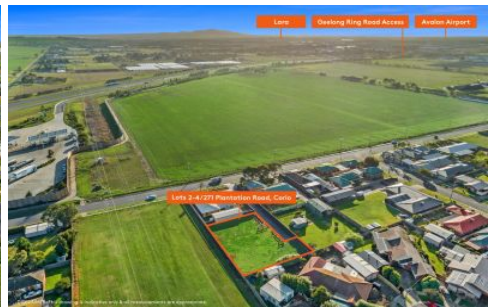 Lara
Geelong Ring Road Access
Avalon Airport
Lots 2-4/271 Plantation Road, Corio